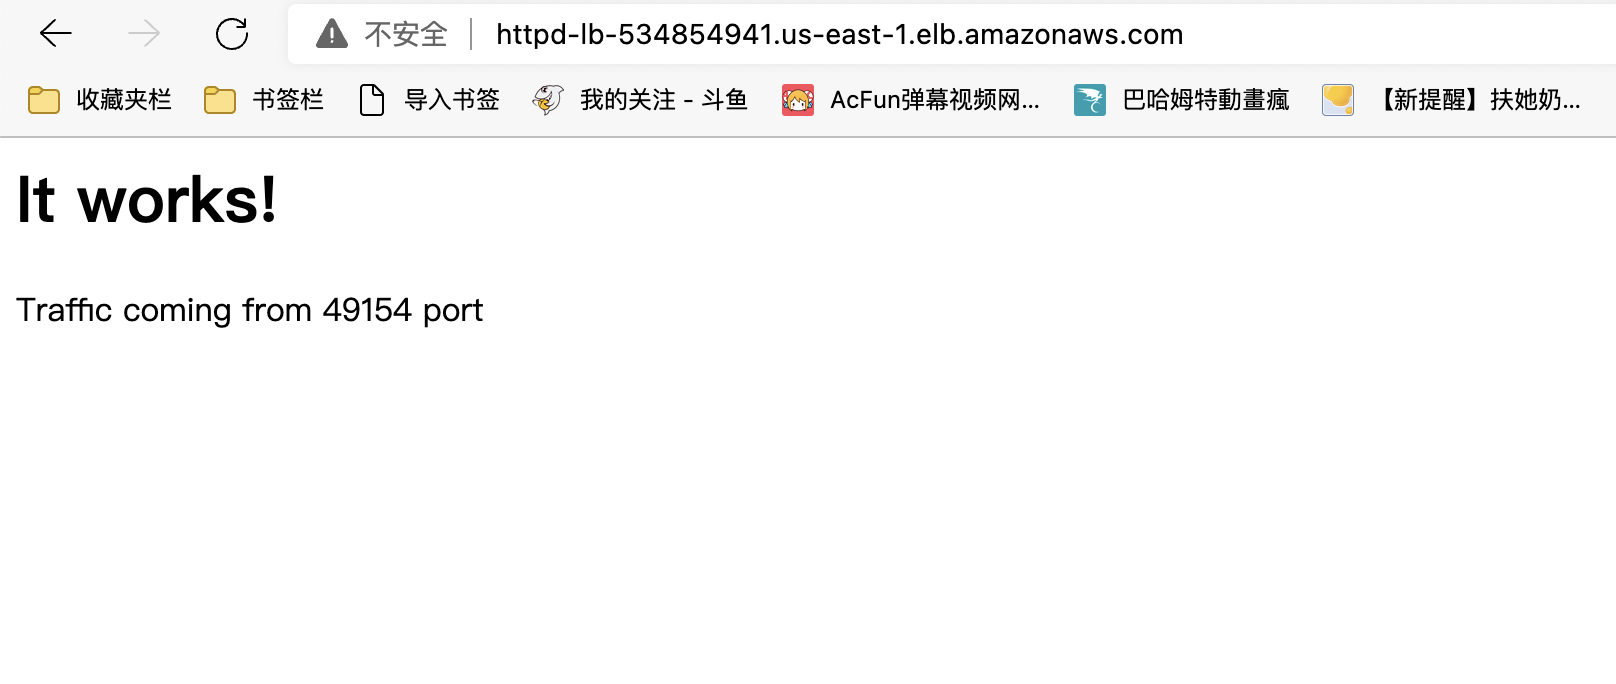 不安全 httpd-lb-534854941.us-east-1.elb.amazonaws.com
收藏夹栏 书签栏 导入书签 我的关注 - 斗鱼 AcFun弹幕视频网... 巴哈姆特動畫瘋 【新提醒】扶她奶...
It works!
Traffic coming from 49154 port